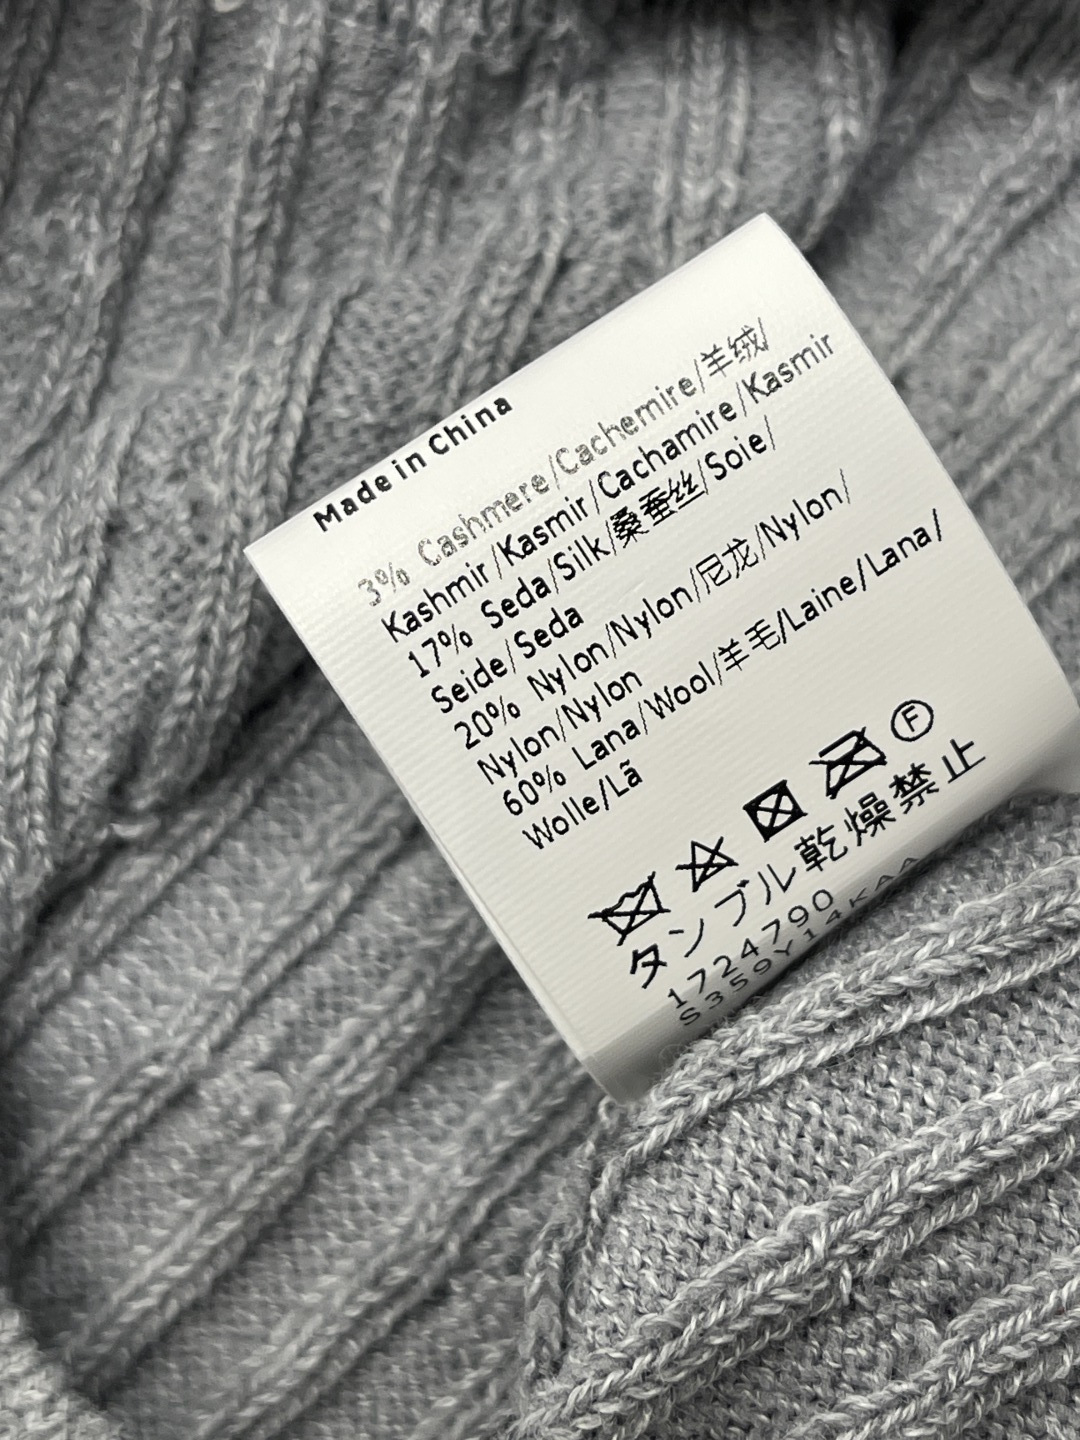 Made in China
3% Cashmere/Cachemire/羊绒/
Kashmir/Kasmir/Cachamire/Kasmir
17% Seda/Silk/桑蚕丝/Soie/
Seide/Seda
20% Nylon/Nylon/尼龙/Nylon/
Nylon/Nylon
60% Lana/Wool/羊毛/Laine/Lana/
Wolle/Lã
F
タンブル乾燥禁止
1724790
S359Y14KAA